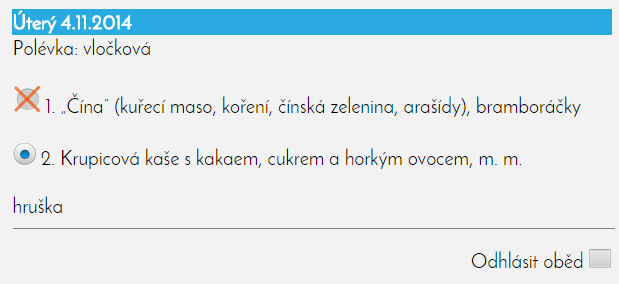 Úterý 4.11.2014
Polévka: vločková
1. „Čína“ (kuřecí maso, koření, čínská zelenina, arašídy), bramboráčky
2. Krupicová kaše s kakaem, cukrem a horkým ovocem, m. m.
hruška
Odhlásit oběd